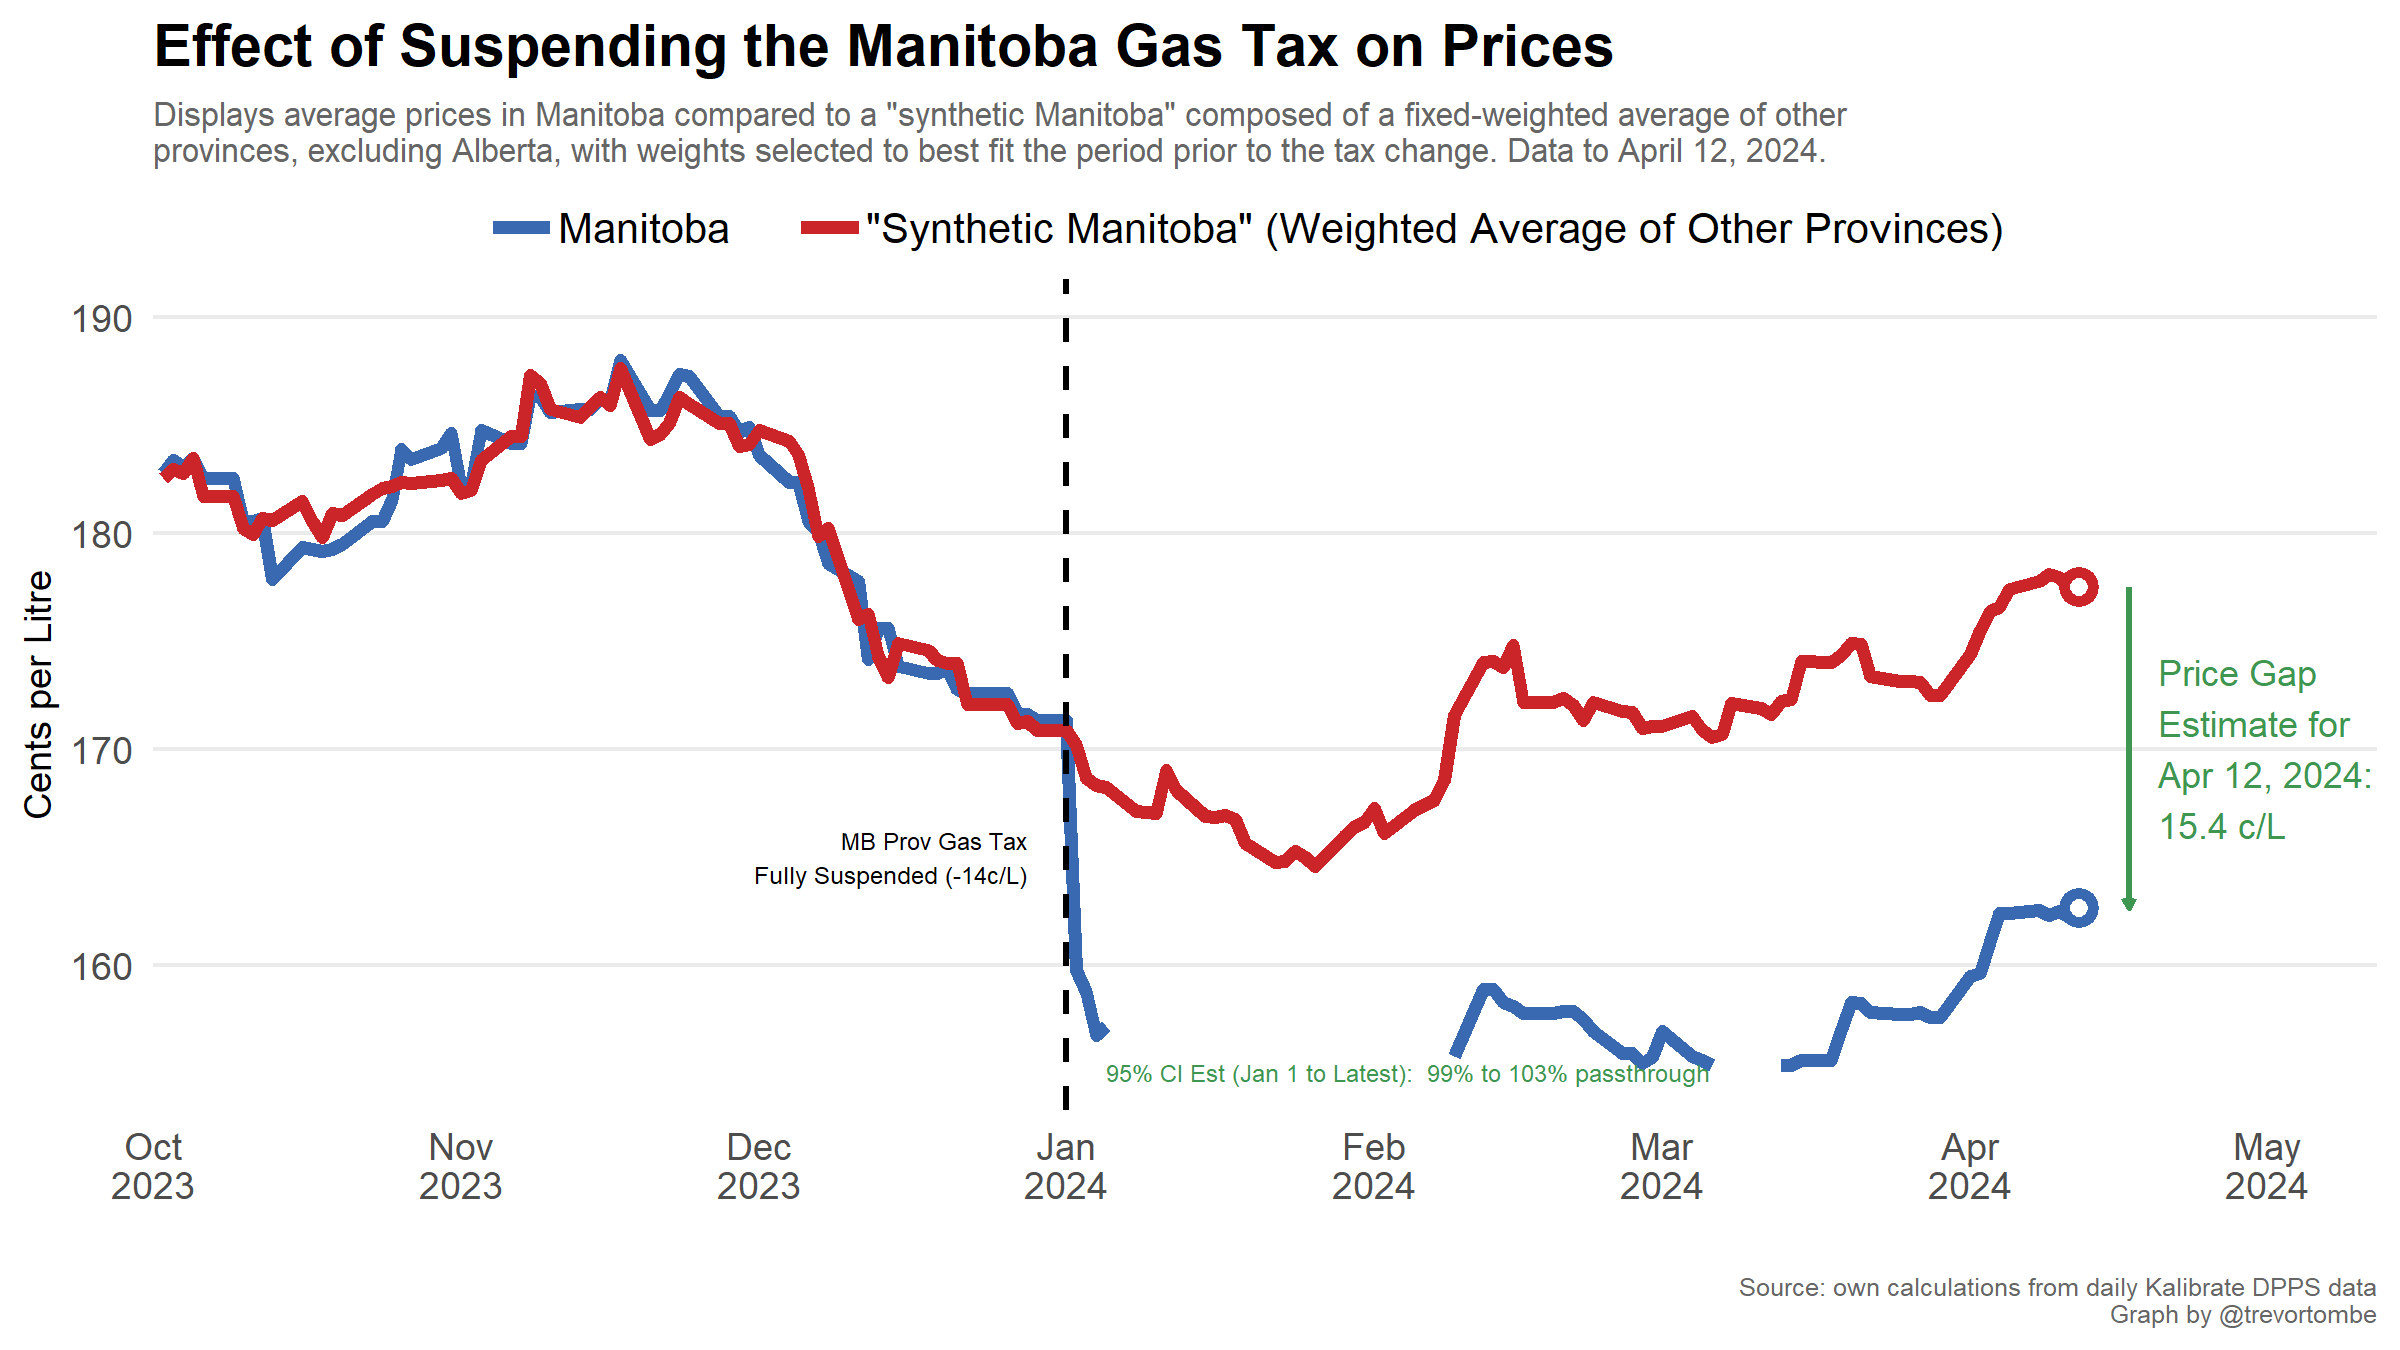 Effect of Suspending the Manitoba Gas Tax on Prices
Displays average prices in Manitoba compared to a "synthetic Manitoba" composed of a fixed-weighted average of other
provinces, excluding Alberta, with weights selected to best fit the period prior to the tax change. Data to April 12, 2024.
Manitoba
"Synthetic Manitoba" (Weighted Average of Other Provinces)
190
180
170
160
Cents per Litre
MB Prov Gas Tax
Fully Suspended (-14c/L)
Price Gap
Estimate for
Apr 12, 2024:
15.4 c/L
95% CI Est (Jan 1 to Latest):  99% to 103% passthrough
Oct
2023
Nov
2023
Dec
2023
Jan
2024
Feb
2024
Mar
2024
Apr
2024
May
2024
Source: own calculations from daily Kalibrate DPPS data
Graph by @trevortombe